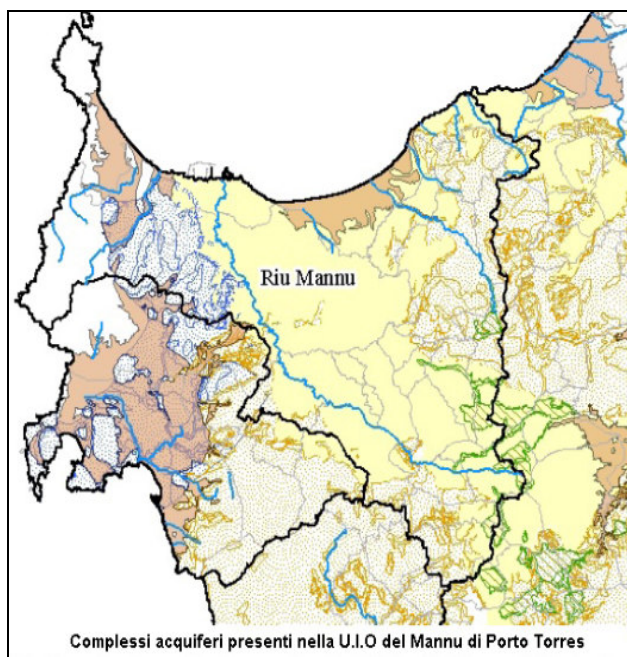 Riu Mannu
Complessi acquiferi presenti nella U.I.O del Mannu di Porto Torres